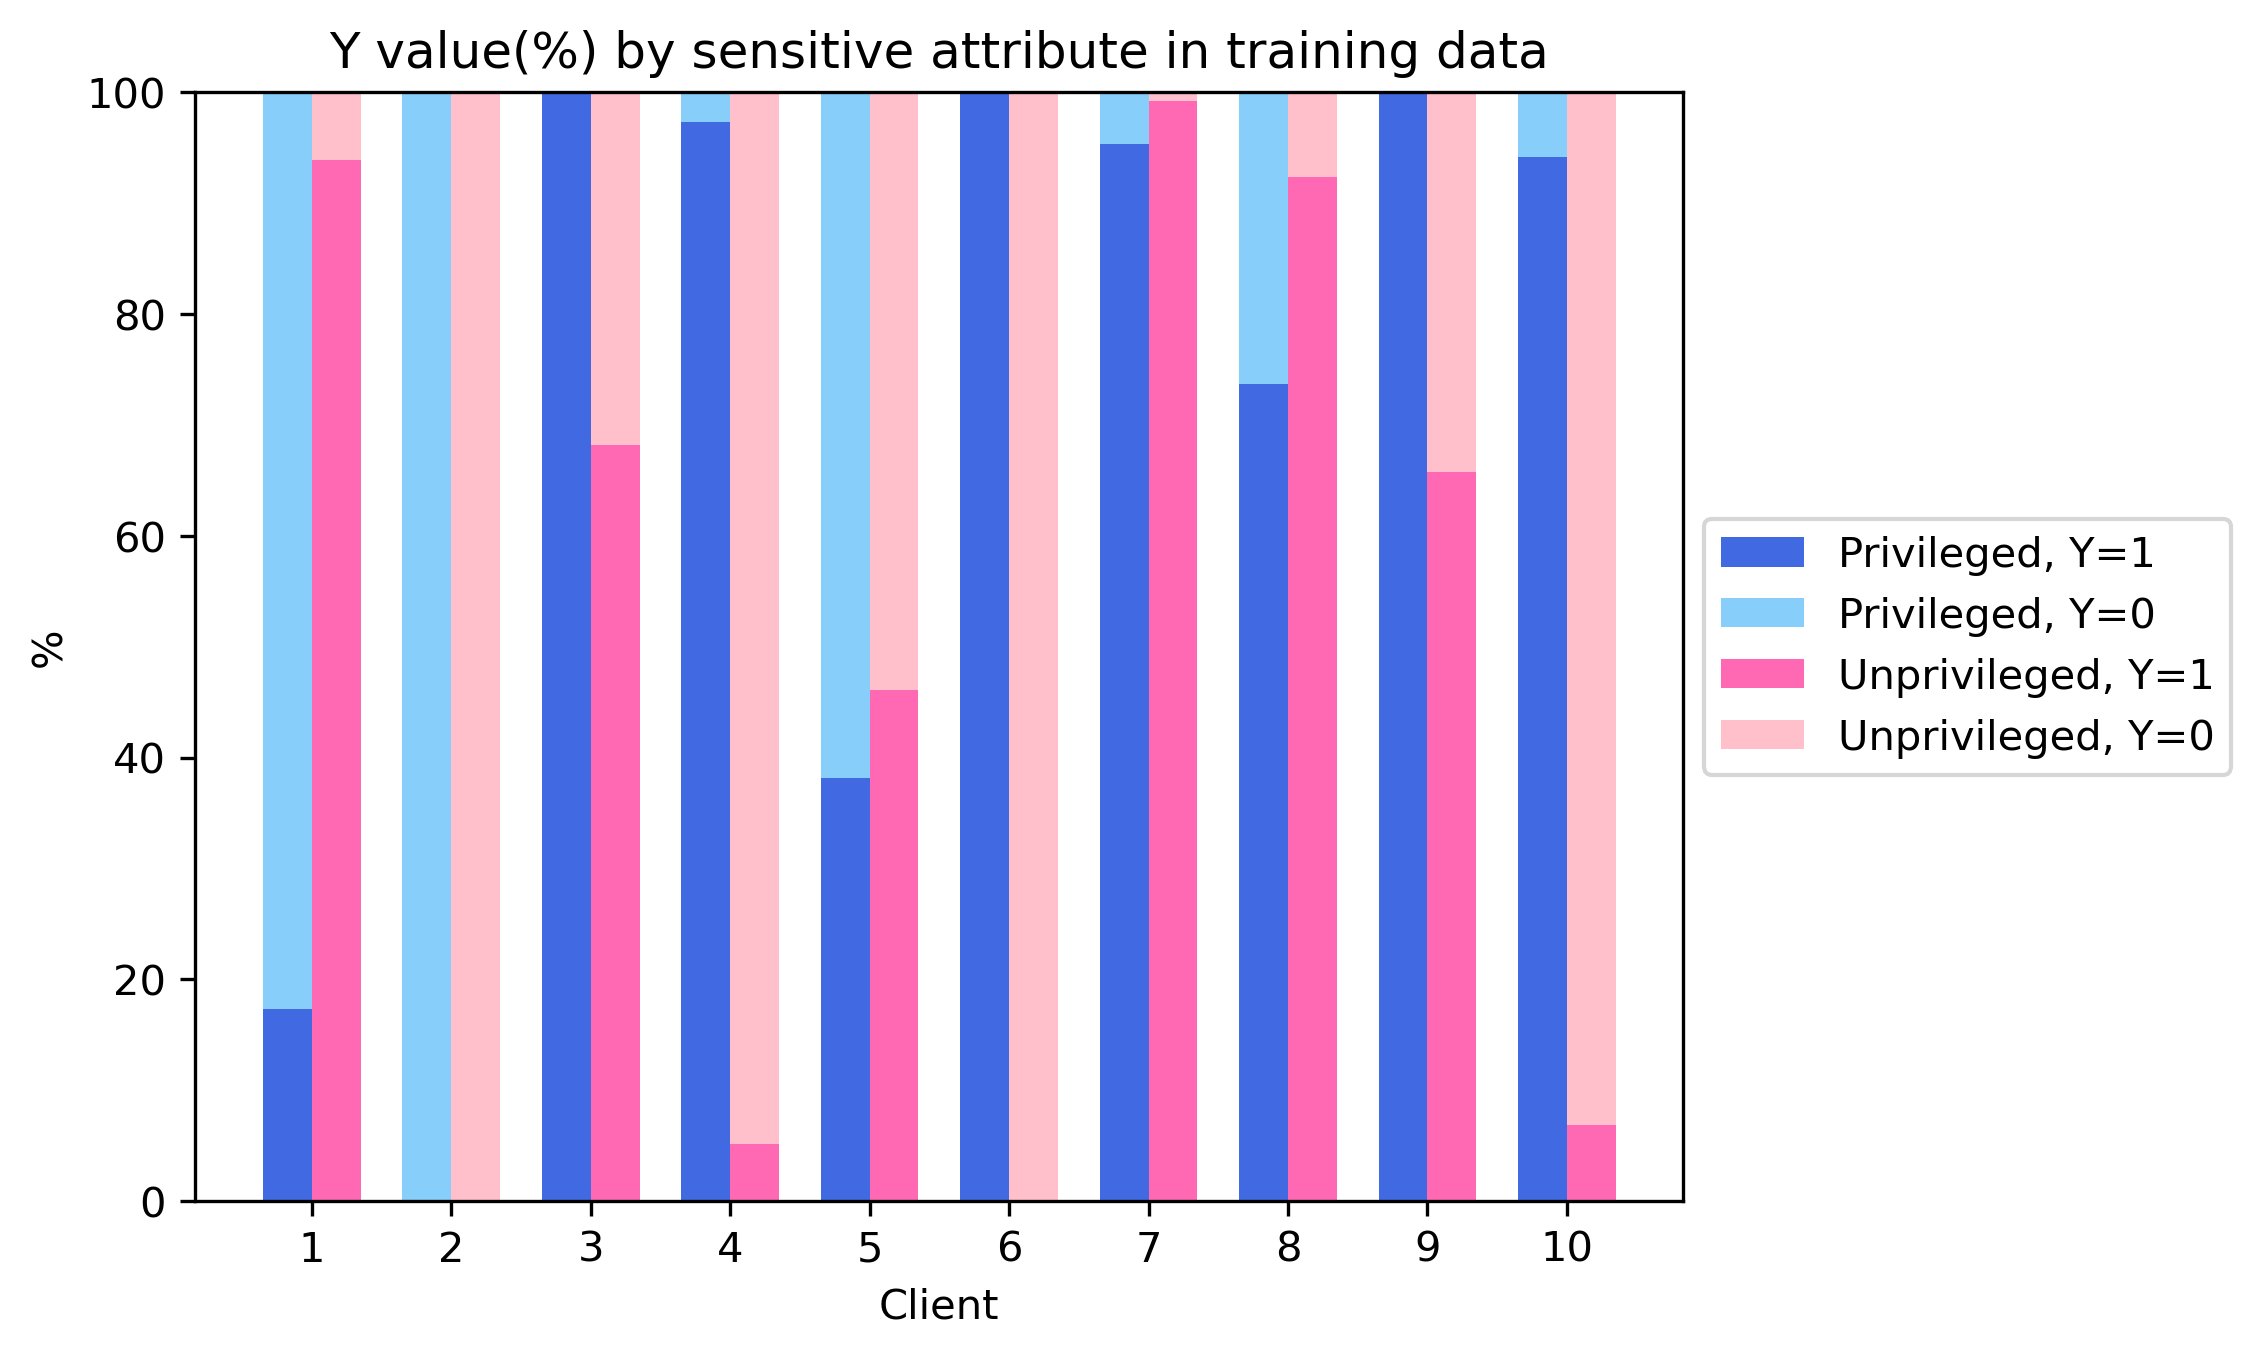 Y value(%) by sensitive attribute in training data
100
80
60
40
20
0
%
1 2 3 4 5 6 7 8 9 10
Client
Privileged, Y=1
Privileged, Y=0
Unprivileged, Y=1
Unprivileged, Y=0